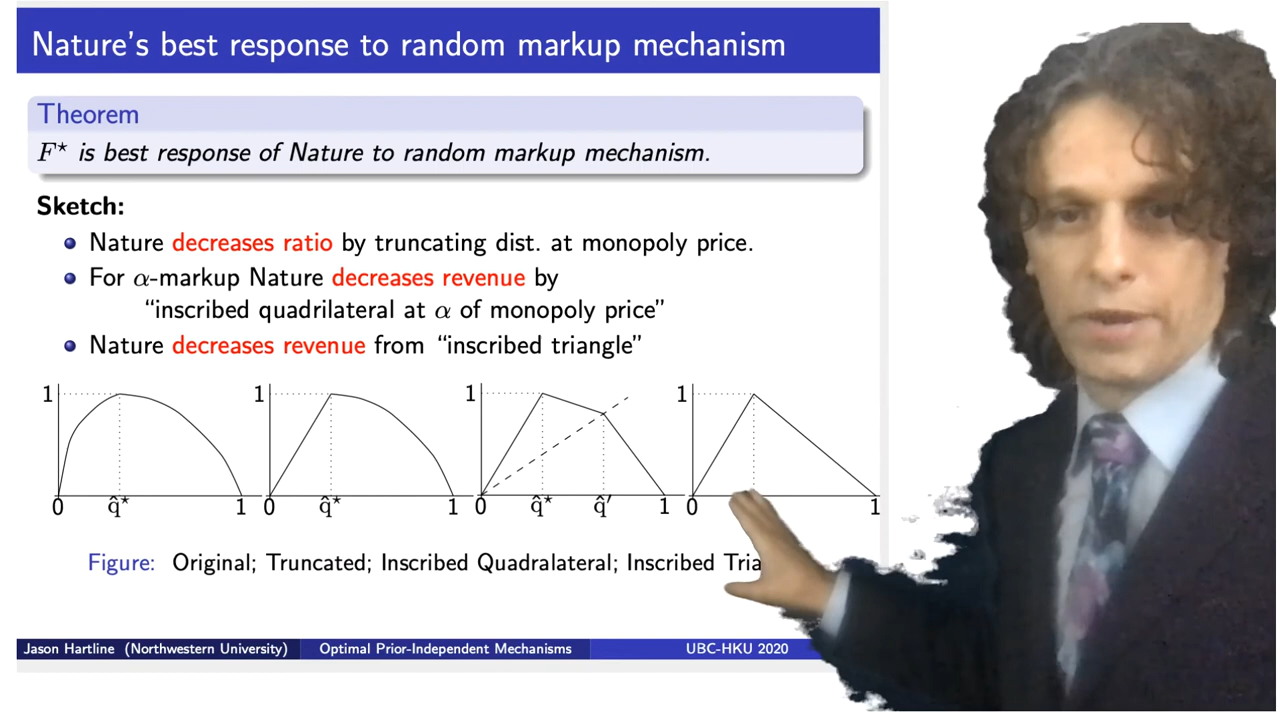 Nature's best response to random markup mechanism
Theorem
F⋆ is best response of Nature to random markup mechanism.
Sketch:
Nature decreases ratio by truncating dist. at monopoly price.
For α-markup Nature decreases revenue by
"inscribed quadrilateral at α of monopoly price"
Nature decreases revenue from "inscribed triangle"
1 1 1 1
0 q̂⋆ 1 0 q̂⋆ 1 0 q̂⋆ q̂′ 1 0 1
Figure: Original; Truncated; Inscribed Quadralateral; Inscribed Tria
Jason Hartline (Northwestern University) Optimal Prior-Independent Mechanisms UBC-HKU 2020